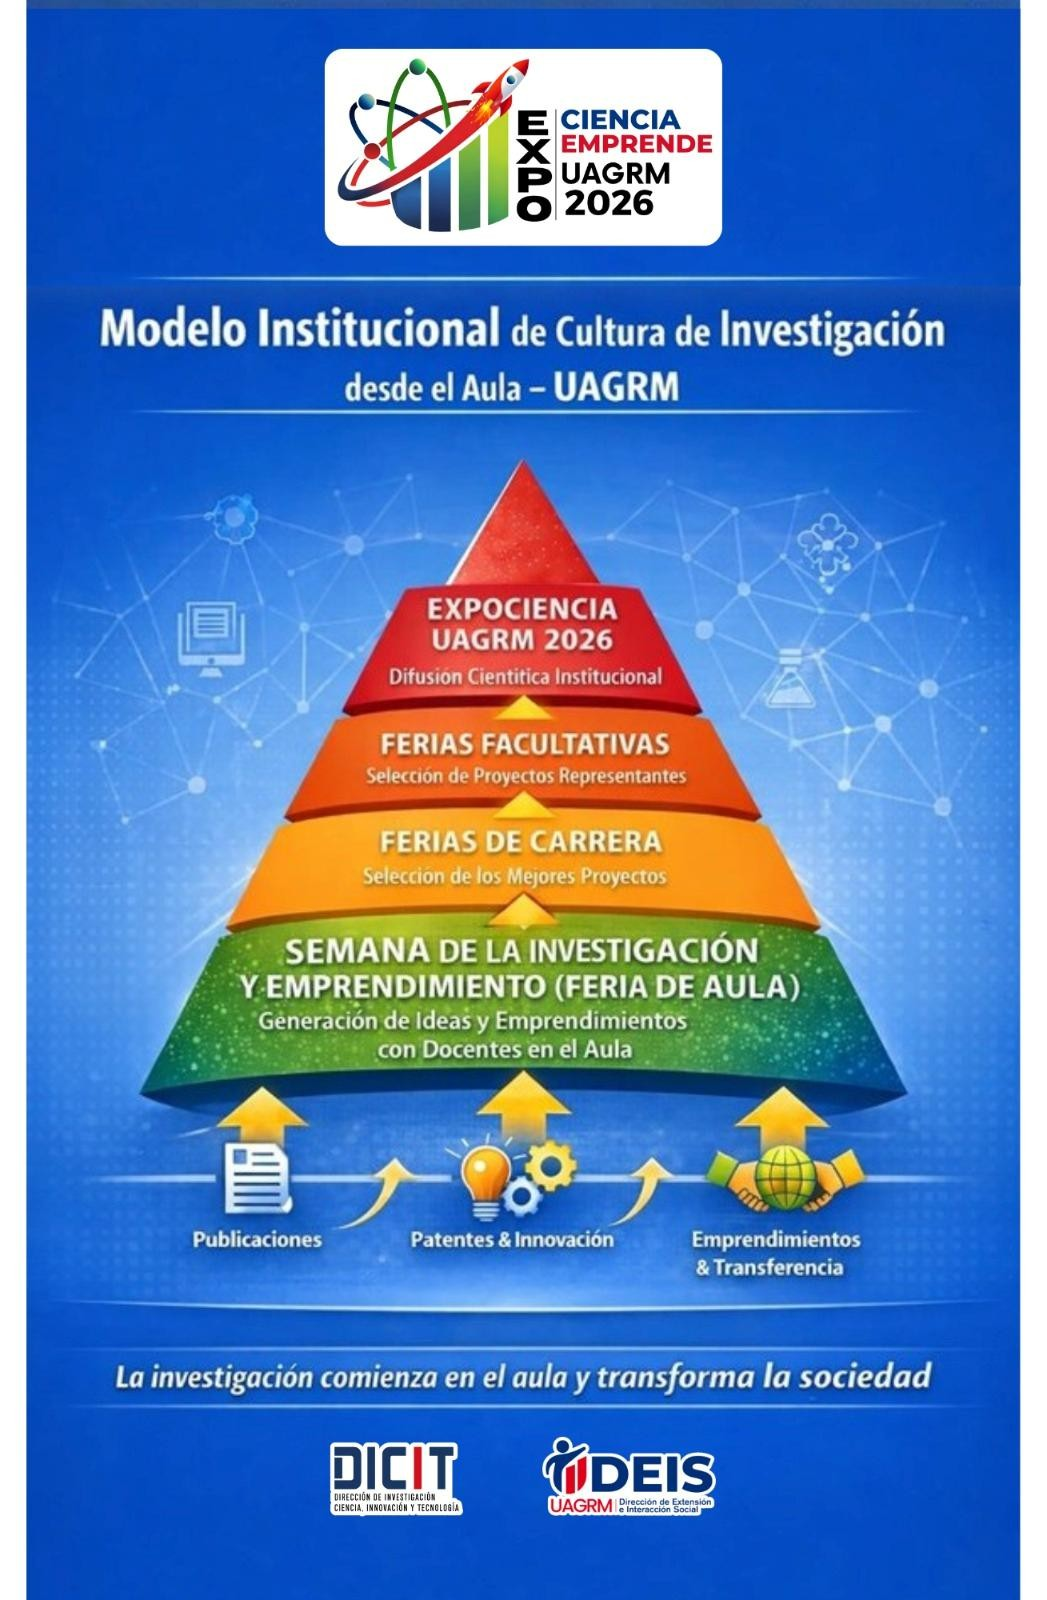 EXPO
CIENCIA
EMPRENDE
UAGRM
2026
Modelo Institucional de Cultura de Investigación
desde el Aula – UAGRM
EXPOCIENCIA
UAGRM 2026
Difusión Cientitica Institucional
FERIAS FACULTATIVAS
Selección de Proyectos Representantes
FERIAS DE CARRERA
Selección de los Mejores Proyectos
SEMANA DE LA INVESTIGACIÓN
Y EMPRENDIMIENTO (FERIA DE AULA)
Generación de Ideas y Emprendimientos
con Docentes en el Aula
Publicaciones
Patentes & Innovación
Emprendimientos
& Transferencia
La investigación comienza en el aula y transforma la sociedad
DICIT
DIRECCIÓN DE INVESTIGACIÓN
CIENCIA, INNOVACIÓN Y TECNOLOGÍA
DEIS
UAGRM
Dirección de Extensión
e Interacción Social